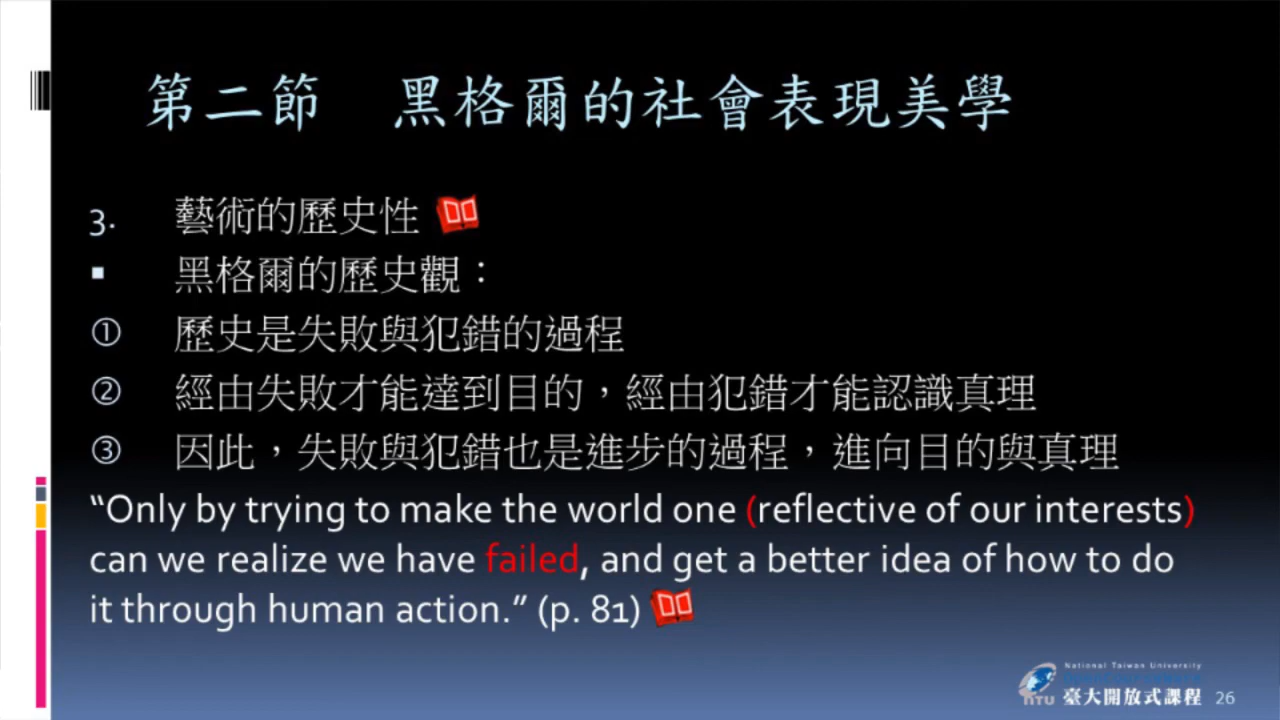 第二節 黑格爾的社會表現美學
3. 藝術的歷史性
▪ 黑格爾的歷史觀：
① 歷史是失敗與犯錯的過程
② 經由失敗才能達到目的，經由犯錯才能認識真理
③ 因此，失敗與犯錯也是進步的過程，進向目的與真理
“Only by trying to make the world one (reflective of our interests)
can we realize we have failed, and get a better idea of how to do
it through human action.” (p. 81)
National Taiwan University
NTU 臺大開放式課程 26